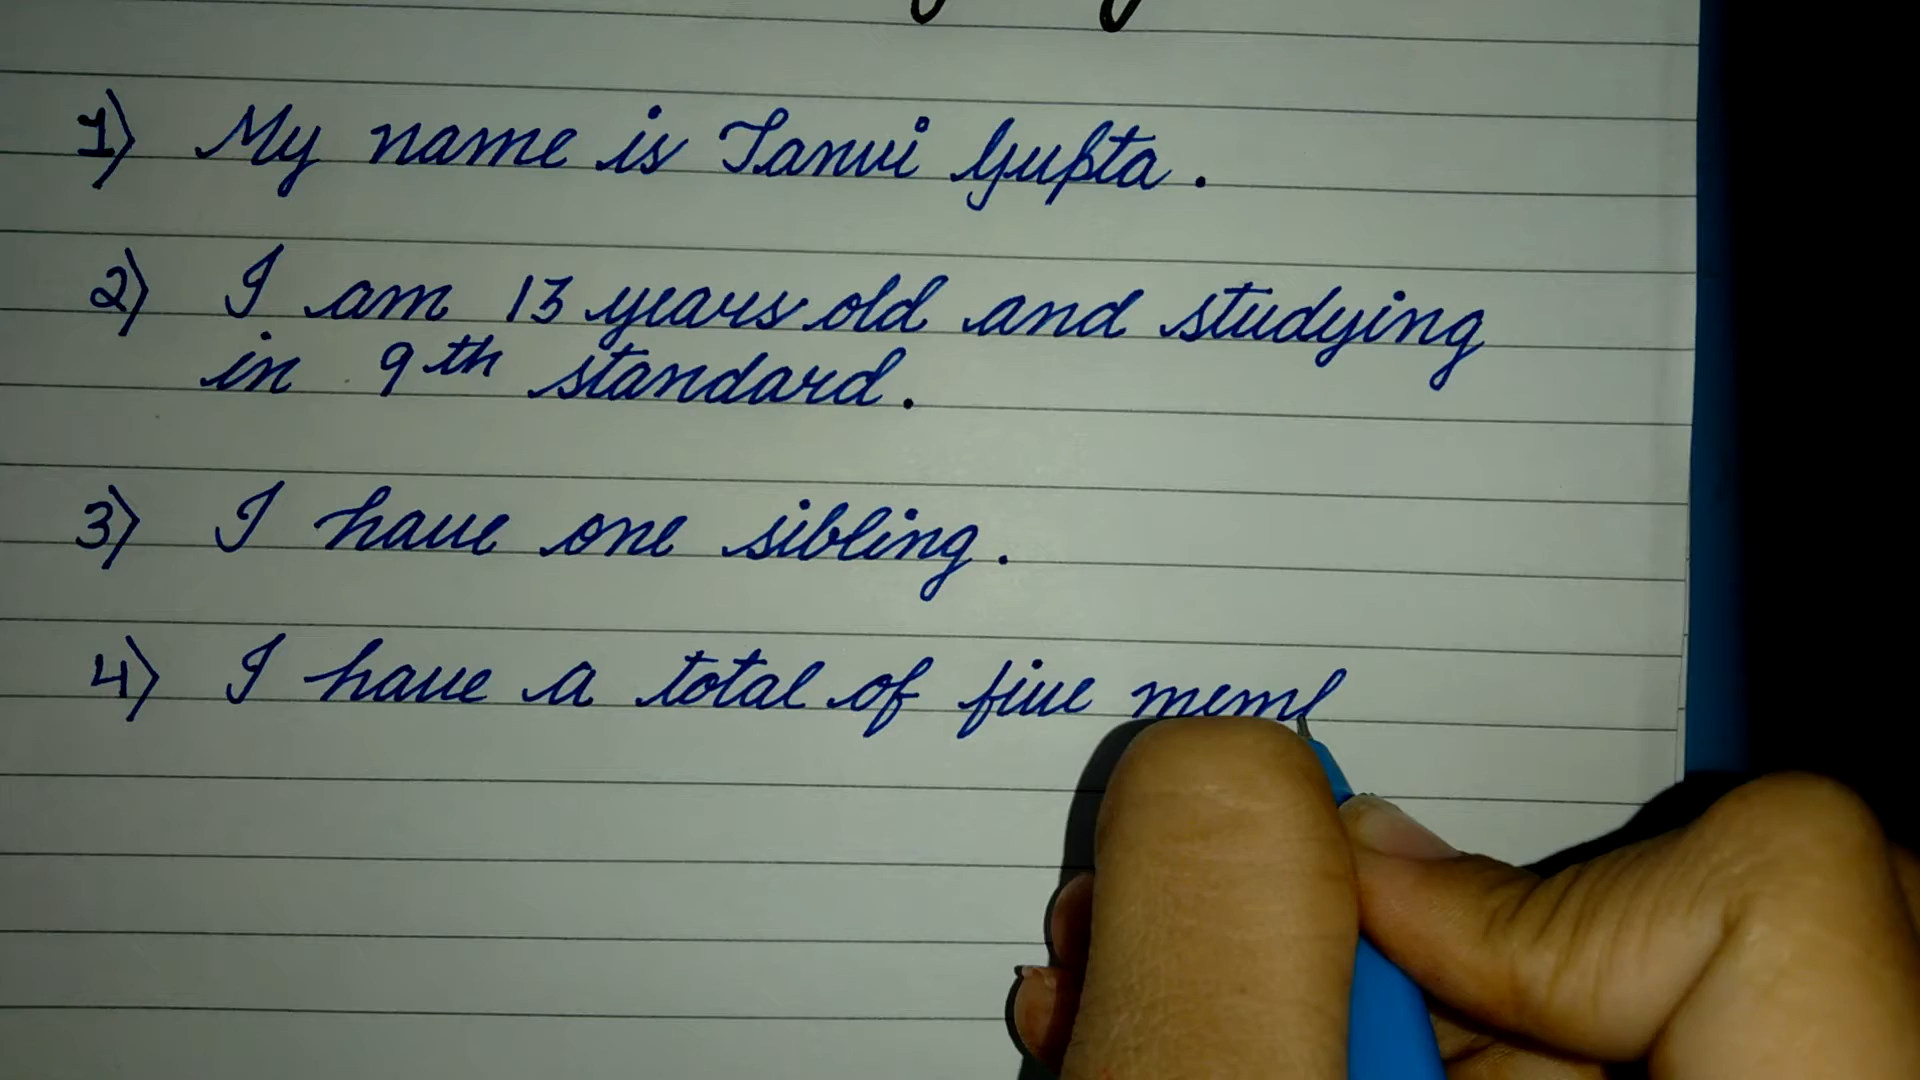 1) My name is Tanvi Gupta.
2) I am 13 years old and studying
in 9th standard.
3) I have one sibling.
4) I have a total of five